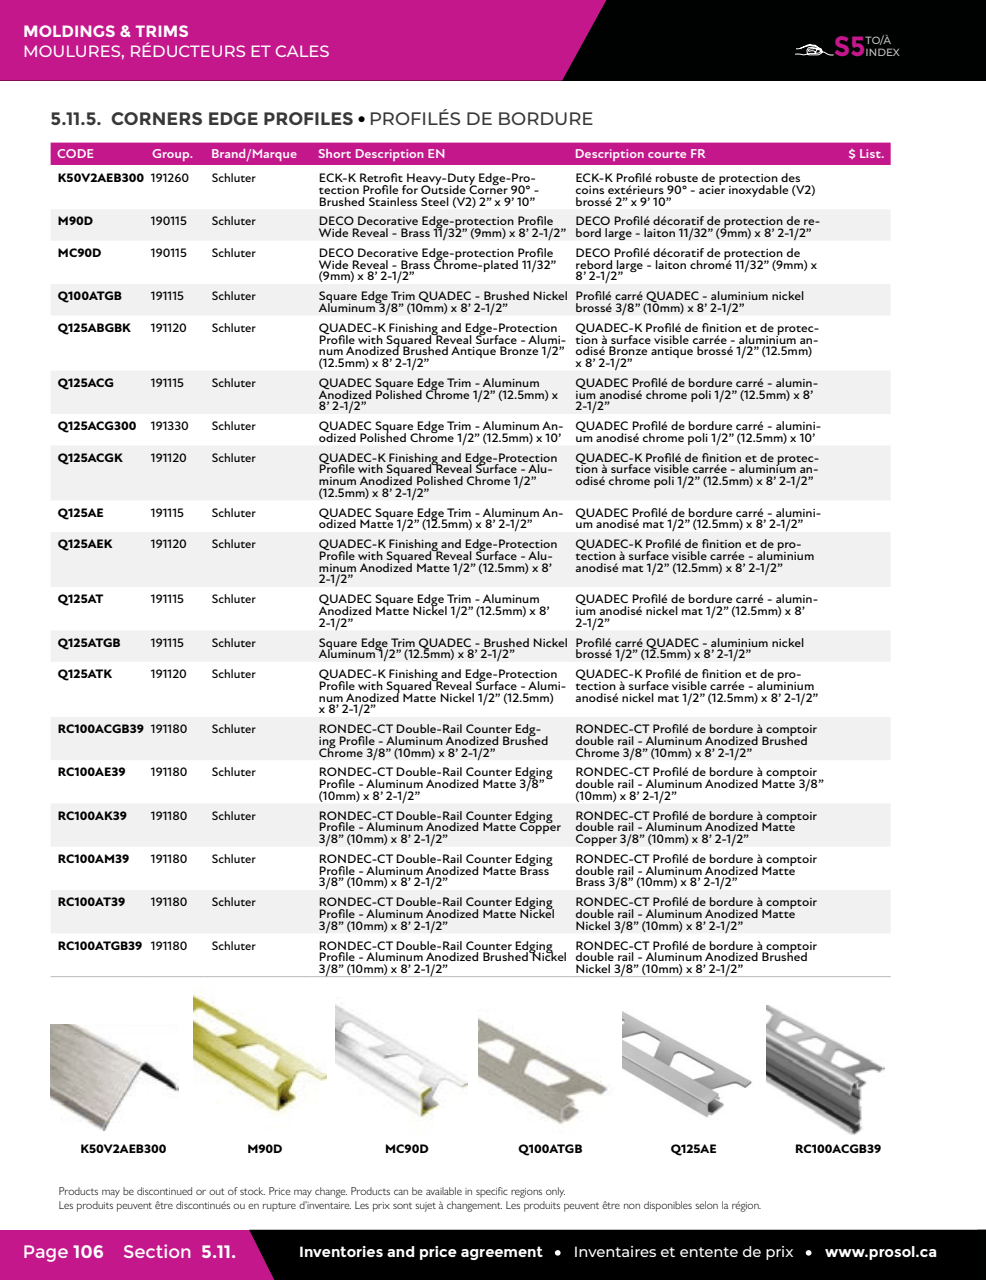 MOLDINGS & TRIMS
MOULURES, RÉDUCTEURS ET CALES
S5 TO/À INDEX
5.11.5. CORNERS EDGE PROFILES • PROFILÉS DE BORDURE
CODE Group. Brand/Marque Short Description EN Description courte FR $ List.
K50V2AEB300 191260 Schluter ECK-K Retrofit Heavy-Duty Edge-Pro- ECK-K Profilé robuste de protection des
tection Profile for Outside Corner 90° - coins extérieurs 90° - acier inoxydable (V2)
Brushed Stainless Steel (V2) 2” x 9’ 10” brossé 2” x 9’ 10”
M90D 190115 Schluter DECO Decorative Edge-protection Profile DECO Profilé décoratif de protection de re-
Wide Reveal - Brass 11/32” (9mm) x 8’ 2-1/2” bord large - laiton 11/32” (9mm) x 8’ 2-1/2”
MC90D 190115 Schluter DECO Decorative Edge-protection Profile DECO Profilé décoratif de protection de
Wide Reveal - Brass Chrome-plated 11/32” rebord large - laiton chromé 11/32” (9mm) x
(9mm) x 8’ 2-1/2” 8’ 2-1/2”
Q100ATGB 191115 Schluter Square Edge Trim QUADEC - Brushed Nickel Profilé carré QUADEC - aluminium nickel
Aluminum 3/8” (10mm) x 8’ 2-1/2” brossé 3/8” (10mm) x 8’ 2-1/2”
Q125ABGBK 191120 Schluter QUADEC-K Finishing and Edge-Protection QUADEC-K Profilé de finition et de protec-
Profile with Squared Reveal Surface - Alumi- tion à surface visible carrée - aluminium an-
num Anodized Brushed Antique Bronze 1/2” odisé Bronze antique brossé 1/2” (12.5mm)
(12.5mm) x 8’ 2-1/2” x 8’ 2-1/2”
Q125ACG 191115 Schluter QUADEC Square Edge Trim - Aluminum QUADEC Profilé de bordure carré - alumin-
Anodized Polished Chrome 1/2” (12.5mm) x ium anodisé chrome poli 1/2” (12.5mm) x 8’
8’ 2-1/2” 2-1/2”
Q125ACG300 191330 Schluter QUADEC Square Edge Trim - Aluminum An- QUADEC Profilé de bordure carré - alumini-
odized Polished Chrome 1/2” (12.5mm) x 10’ um anodisé chrome poli 1/2” (12.5mm) x 10’
Q125ACGK 191120 Schluter QUADEC-K Finishing and Edge-Protection QUADEC-K Profilé de finition et de protec-
Profile with Squared Reveal Surface - Alu- tion à surface visible carrée - aluminium an-
minum Anodized Polished Chrome 1/2” odisé chrome poli 1/2” (12.5mm) x 8’ 2-1/2”
(12.5mm) x 8’ 2-1/2”
Q125AE 191115 Schluter QUADEC Square Edge Trim - Aluminum An- QUADEC Profilé de bordure carré - alumini-
odized Matte 1/2” (12.5mm) x 8’ 2-1/2” um anodisé mat 1/2” (12.5mm) x 8’ 2-1/2”
Q125AEK 191120 Schluter QUADEC-K Finishing and Edge-Protection QUADEC-K Profilé de finition et de pro-
Profile with Squared Reveal Surface - Alu- tection à surface visible carrée - aluminium
minum Anodized Matte 1/2” (12.5mm) x 8’ anodisé mat 1/2” (12.5mm) x 8’ 2-1/2”
2-1/2”
Q125AT 191115 Schluter QUADEC Square Edge Trim - Aluminum QUADEC Profilé de bordure carré - alumin-
Anodized Matte Nickel 1/2” (12.5mm) x 8’ ium anodisé nickel mat 1/2” (12.5mm) x 8’
2-1/2” 2-1/2”
Q125ATGB 191115 Schluter Square Edge Trim QUADEC - Brushed Nickel Profilé carré QUADEC - aluminium nickel
Aluminum 1/2” (12.5mm) x 8’ 2-1/2” brossé 1/2” (12.5mm) x 8’ 2-1/2”
Q125ATK 191120 Schluter QUADEC-K Finishing and Edge-Protection QUADEC-K Profilé de finition et de pro-
Profile with Squared Reveal Surface - Alumi- tection à surface visible carrée - aluminium
num Anodized Matte Nickel 1/2” (12.5mm) anodisé nickel mat 1/2” (12.5mm) x 8’ 2-1/2”
x 8’ 2-1/2”
RC100ACGB39 191180 Schluter RONDEC-CT Double-Rail Counter Edg- RONDEC-CT Profilé de bordure à comptoir
ing Profile - Aluminum Anodized Brushed double rail - Aluminum Anodized Brushed
Chrome 3/8” (10mm) x 8’ 2-1/2” Chrome 3/8” (10mm) x 8’ 2-1/2”
RC100AE39 191180 Schluter RONDEC-CT Double-Rail Counter Edging RONDEC-CT Profilé de bordure à comptoir
Profile - Aluminum Anodized Matte 3/8” double rail - Aluminum Anodized Matte 3/8”
(10mm) x 8’ 2-1/2” (10mm) x 8’ 2-1/2”
RC100AK39 191180 Schluter RONDEC-CT Double-Rail Counter Edging RONDEC-CT Profilé de bordure à comptoir
Profile - Aluminum Anodized Matte Copper double rail - Aluminum Anodized Matte
3/8” (10mm) x 8’ 2-1/2” Copper 3/8” (10mm) x 8’ 2-1/2”
RC100AM39 191180 Schluter RONDEC-CT Double-Rail Counter Edging RONDEC-CT Profilé de bordure à comptoir
Profile - Aluminum Anodized Matte Brass double rail - Aluminum Anodized Matte
3/8” (10mm) x 8’ 2-1/2” Brass 3/8” (10mm) x 8’ 2-1/2”
RC100AT39 191180 Schluter RONDEC-CT Double-Rail Counter Edging RONDEC-CT Profilé de bordure à comptoir
Profile - Aluminum Anodized Matte Nickel double rail - Aluminum Anodized Matte
3/8” (10mm) x 8’ 2-1/2” Nickel 3/8” (10mm) x 8’ 2-1/2”
RC100ATGB39 191180 Schluter RONDEC-CT Double-Rail Counter Edging RONDEC-CT Profilé de bordure à comptoir
Profile - Aluminum Anodized Brushed Nickel double rail - Aluminum Anodized Brushed
3/8” (10mm) x 8’ 2-1/2” Nickel 3/8” (10mm) x 8’ 2-1/2”
K50V2AEB300 M90D MC90D Q100ATGB Q125AE RC100ACGB39
Products may be discontinued or out of stock. Price may change. Products can be available in specific regions only.
Les produits peuvent être discontinués ou en rupture d’inventaire. Les prix sont sujet à changement. Les produits peuvent être non disponibles selon la région.
Page 106 Section 5.11. Inventories and price agreement • Inventaires et entente de prix • www.prosol.ca